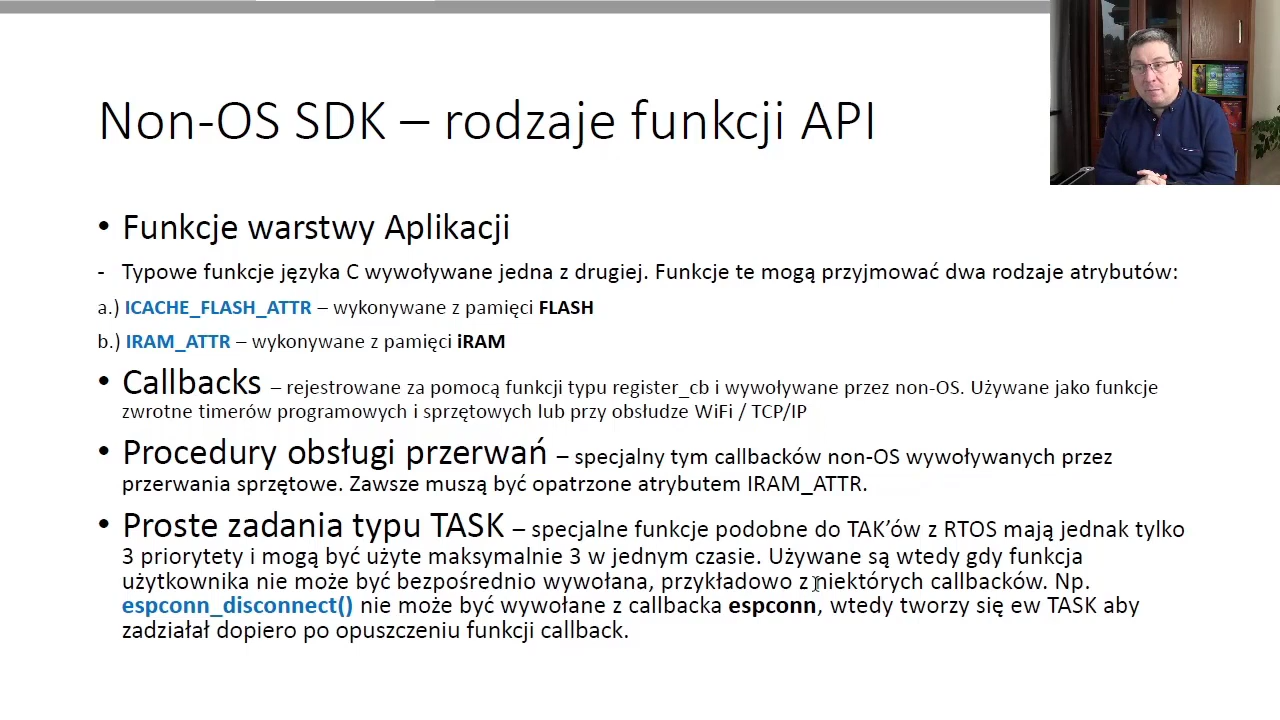 Non-OS SDK – rodzaje funkcji API
• Funkcje warstwy Aplikacji
- Typowe funkcje języka C wywoływane jedna z drugiej. Funkcje te mogą przyjmować dwa rodzaje atrybutów:
a.) ICACHE_FLASH_ATTR – wykonywane z pamięci FLASH
b.) IRAM_ATTR – wykonywane z pamięci iRAM
• Callbacks – rejestrowane za pomocą funkcji typu register_cb i wywoływane przez non-OS. Używane jako funkcje
zwrotne timerów programowych i sprzętowych lub przy obsłudze WiFi / TCP/IP
• Procedury obsługi przerwań – specjalny tym callbacków non-OS wywoływanych przez
przerwania sprzętowe. Zawsze muszą być opatrzone atrybutem IRAM_ATTR.
• Proste zadania typu TASK – specjalne funkcje podobne do TAK’ów z RTOS mają jednak tylko
3 priorytety i mogą być użyte maksymalnie 3 w jednym czasie. Używane są wtedy gdy funkcja
użytkownika nie może być bezpośrednio wywołana, przykładowo z niektórych callbacków. Np.
espconn_disconnect() nie może być wywołane z callbacka espconn, wtedy tworzy się ew TASK aby
zadziałał dopiero po opuszczeniu funkcji callback.